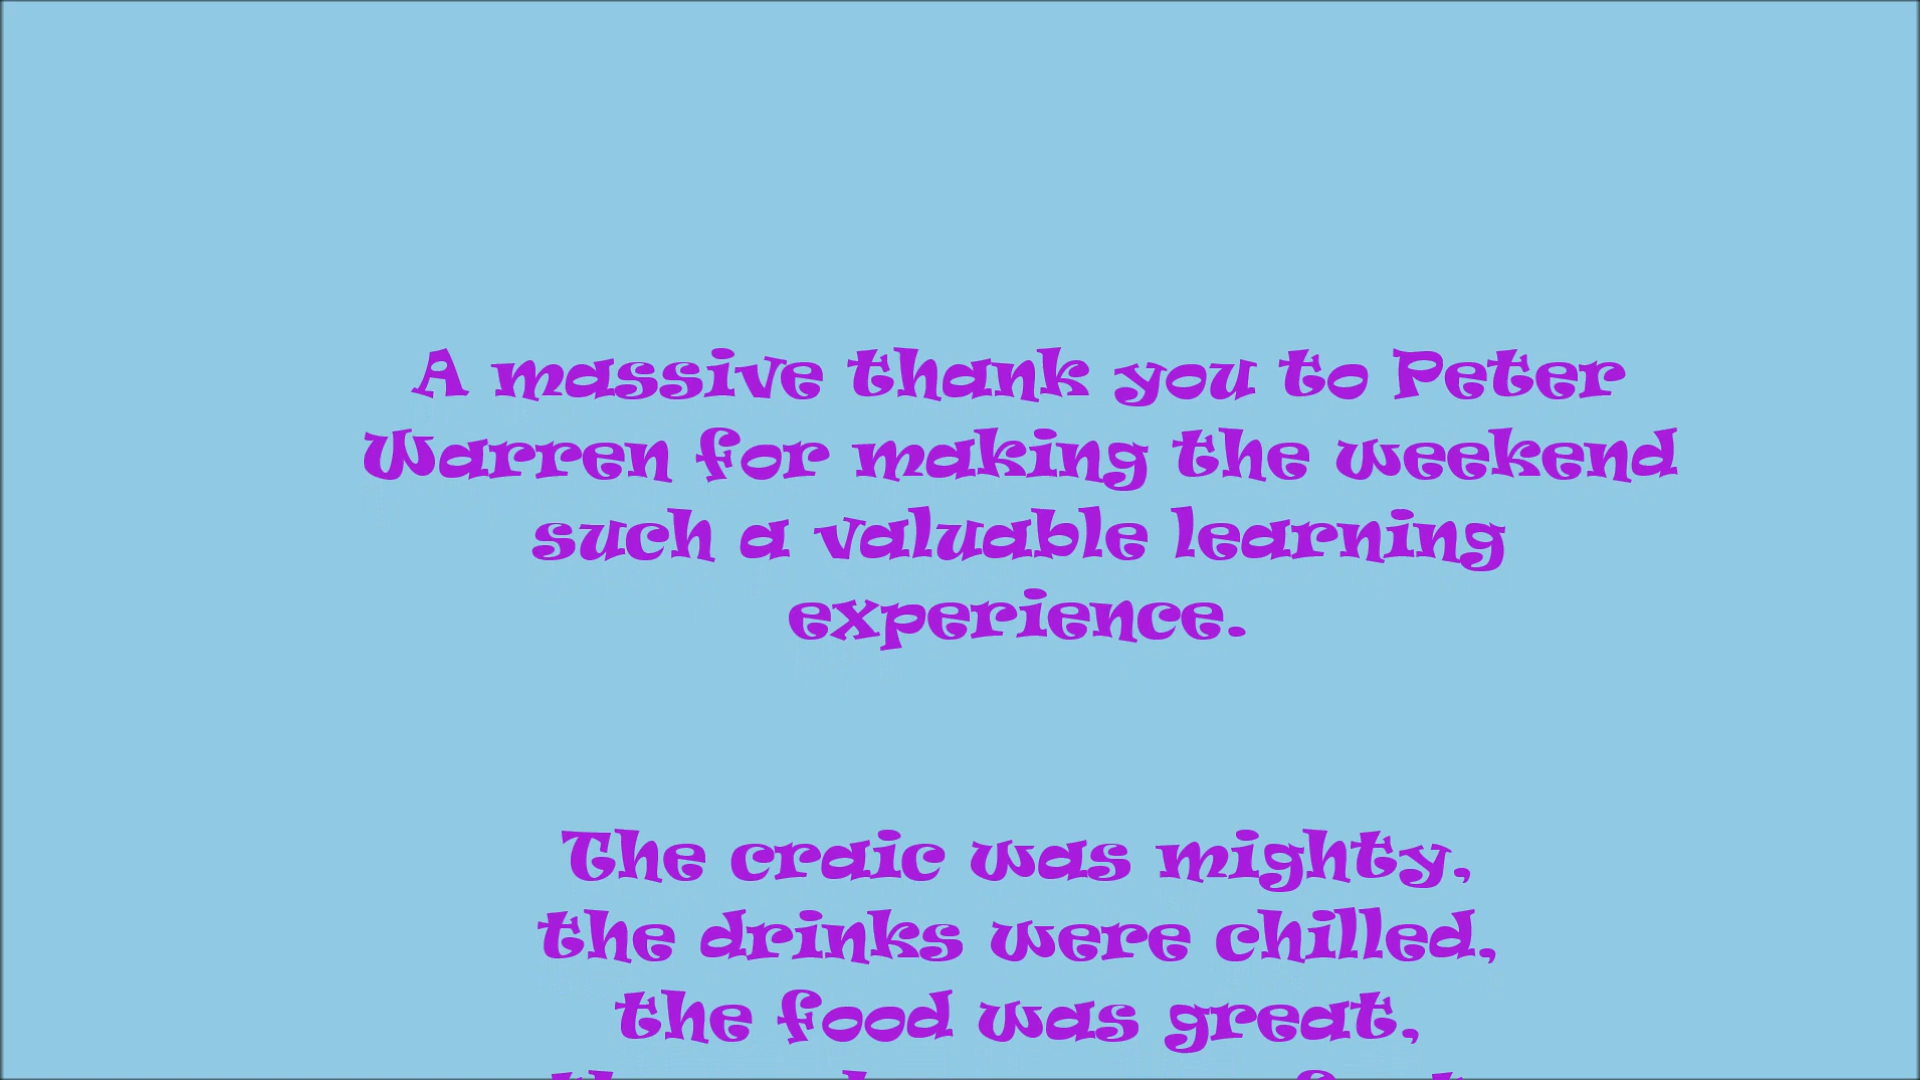 A massive thank you to Peter
Warren for making the weekend
such a valuable learning
experience.
The craic was mighty,
the drinks were chilled,
the food was great,